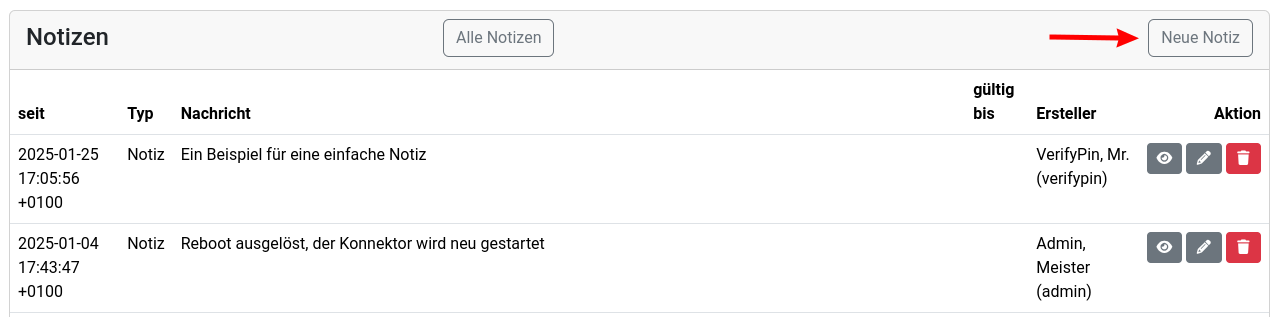 Notizen
Alle Notizen
Neue Notiz
seit Typ Nachricht gültig bis Ersteller Aktion
2025-01-25 17:05:56 +0100 Notiz Ein Beispiel für eine einfache Notiz VerifyPin, Mr. (verifypin)
2025-01-04 17:43:47 +0100 Notiz Reboot ausgelöst, der Konnektor wird neu gestartet Admin, Meister (admin)